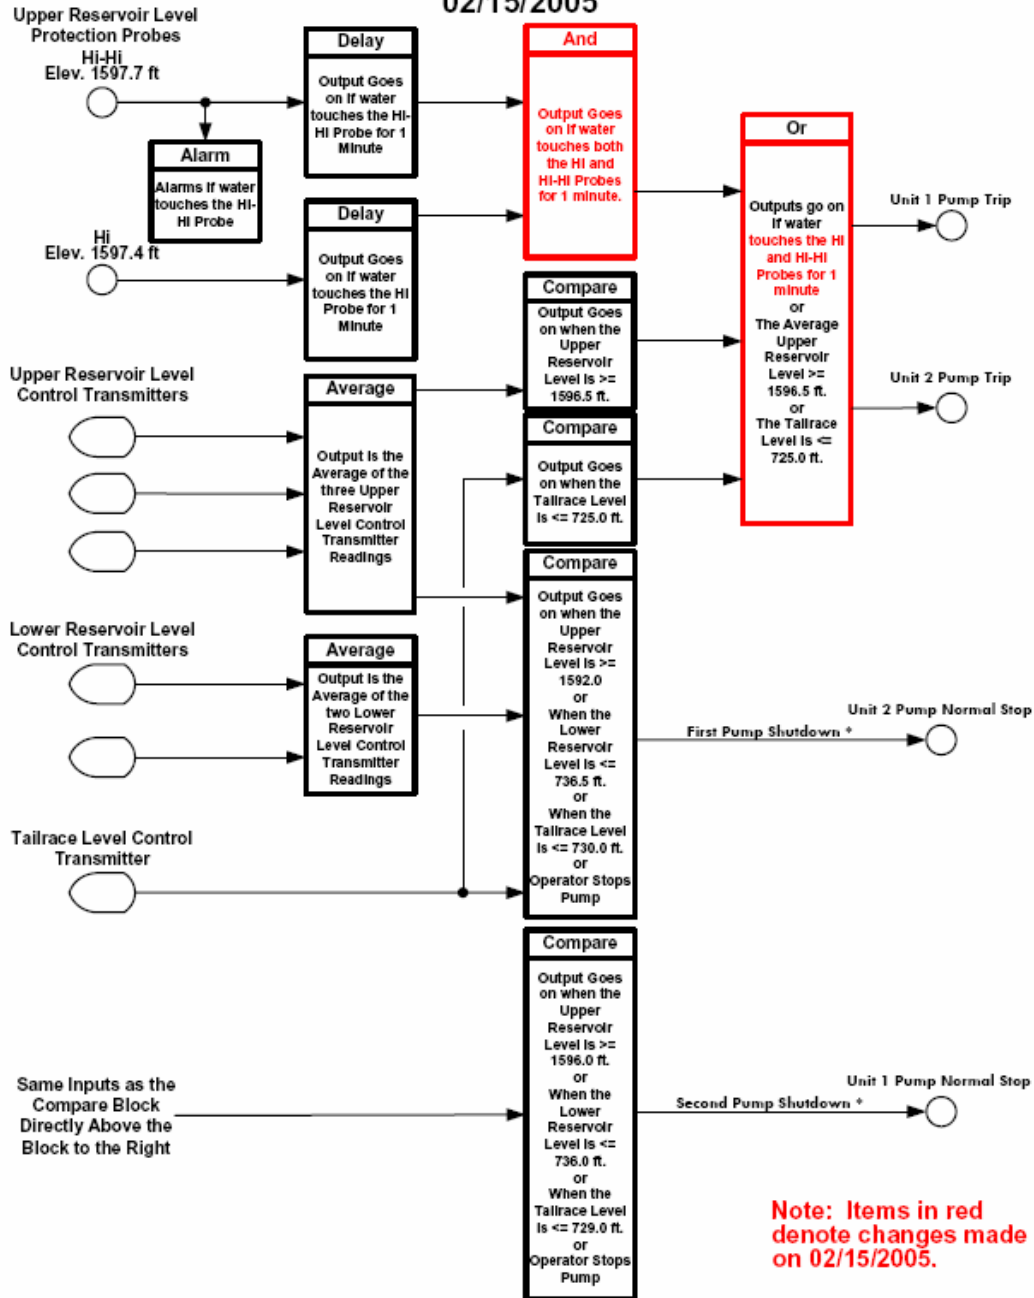 02/15/2005
Upper Reservoir Level
Protection Probes
Hi-Hi
Elev. 1597.7 ft
Alarm
Alarms if water
touches the HI-
HI Probe
Hi
Elev. 1597.4 ft
Delay
Output Goes
on if water
touches the HI-
HI Probe for 1
Minute
Delay
Output Goes
on if water
touches the HI
Probe for 1
Minute
And
Output Goes
on if water
touches both
the HI and
HI-HI Probes
for 1 minute.
Or
Outputs go on
if water
touches the HI
and HI-HI
Probes for 1
minute
or
The Average
Upper
Reservoir
Level >=
1596.5 ft.
or
The Tailrace
Level is <=
725.0 ft.
Unit 1 Pump Trip
Unit 2 Pump Trip
Upper Reservoir Level
Control Transmitters
Average
Output is the
Average of the
three Upper
Reservoir
Level Control
Transmitter
Readings
Compare
Output Goes
on when the
Upper
Reservoir
Level is >=
1596.5 ft.
Compare
Output Goes
on when the
Tailrace Level
is <= 725.0 ft.
Lower Reservoir Level
Control Transmitters
Average
Output is the
Average of the
two Lower
Reservoir
Level Control
Transmitter
Readings
Tailrace Level Control
Transmitter
Compare
Output Goes
on when the
Upper
Reservoir
Level is >=
1592.0
or
When the
Lower
Reservoir
Level is <=
736.5 ft.
or
When the
Tailrace Level
is <= 730.0 ft.
or
Operator Stops
Pump
First Pump Shutdown *
Unit 2 Pump Normal Stop
Same Inputs as the
Compare Block
Directly Above the
Block to the Right
Compare
Output Goes
on when the
Upper
Reservoir
Level is >=
1596.0 ft.
or
When the
Lower
Reservoir
Level is <=
736.0 ft.
or
When the
Tailrace Level
is <= 729.0 ft.
or
Operator Stops
Pump
Second Pump Shutdown *
Unit 1 Pump Normal Stop
Note: Items in red
denote changes made
on 02/15/2005.